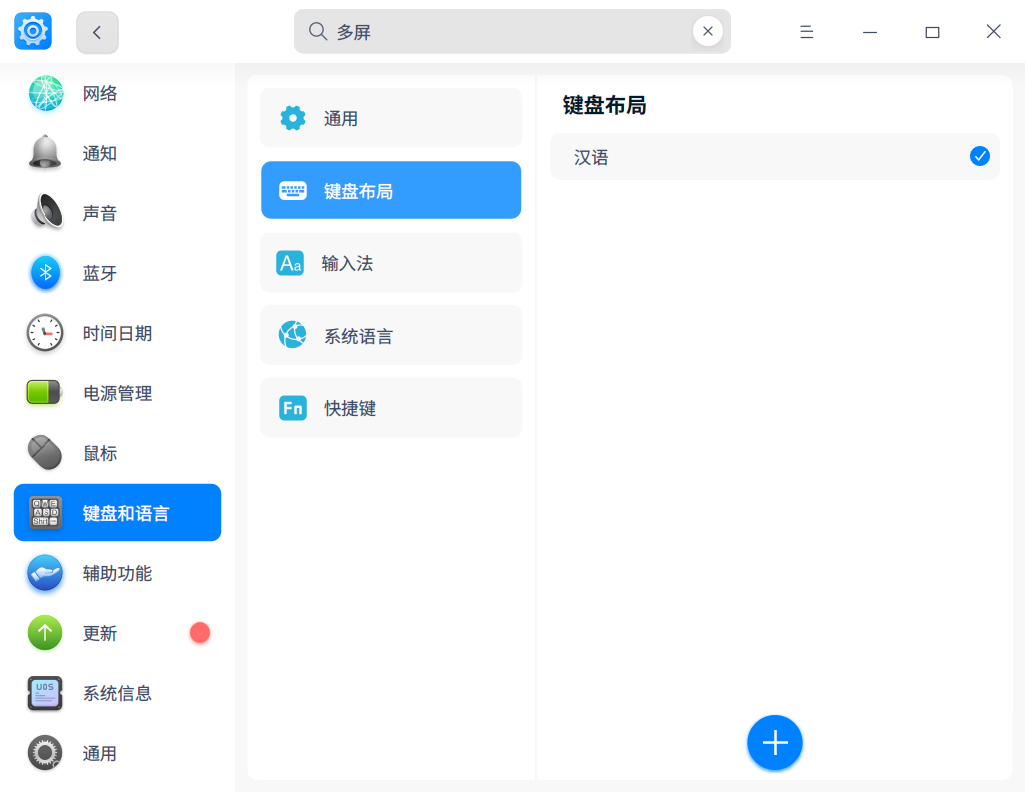 多屏
网络
通知
声音
蓝牙
时间日期
电源管理
鼠标
键盘和语言
辅助功能
更新
系统信息
通用
通用
键盘布局
Aa
输入法
系统语言
Fn
快捷键
键盘布局
汉语
UOS